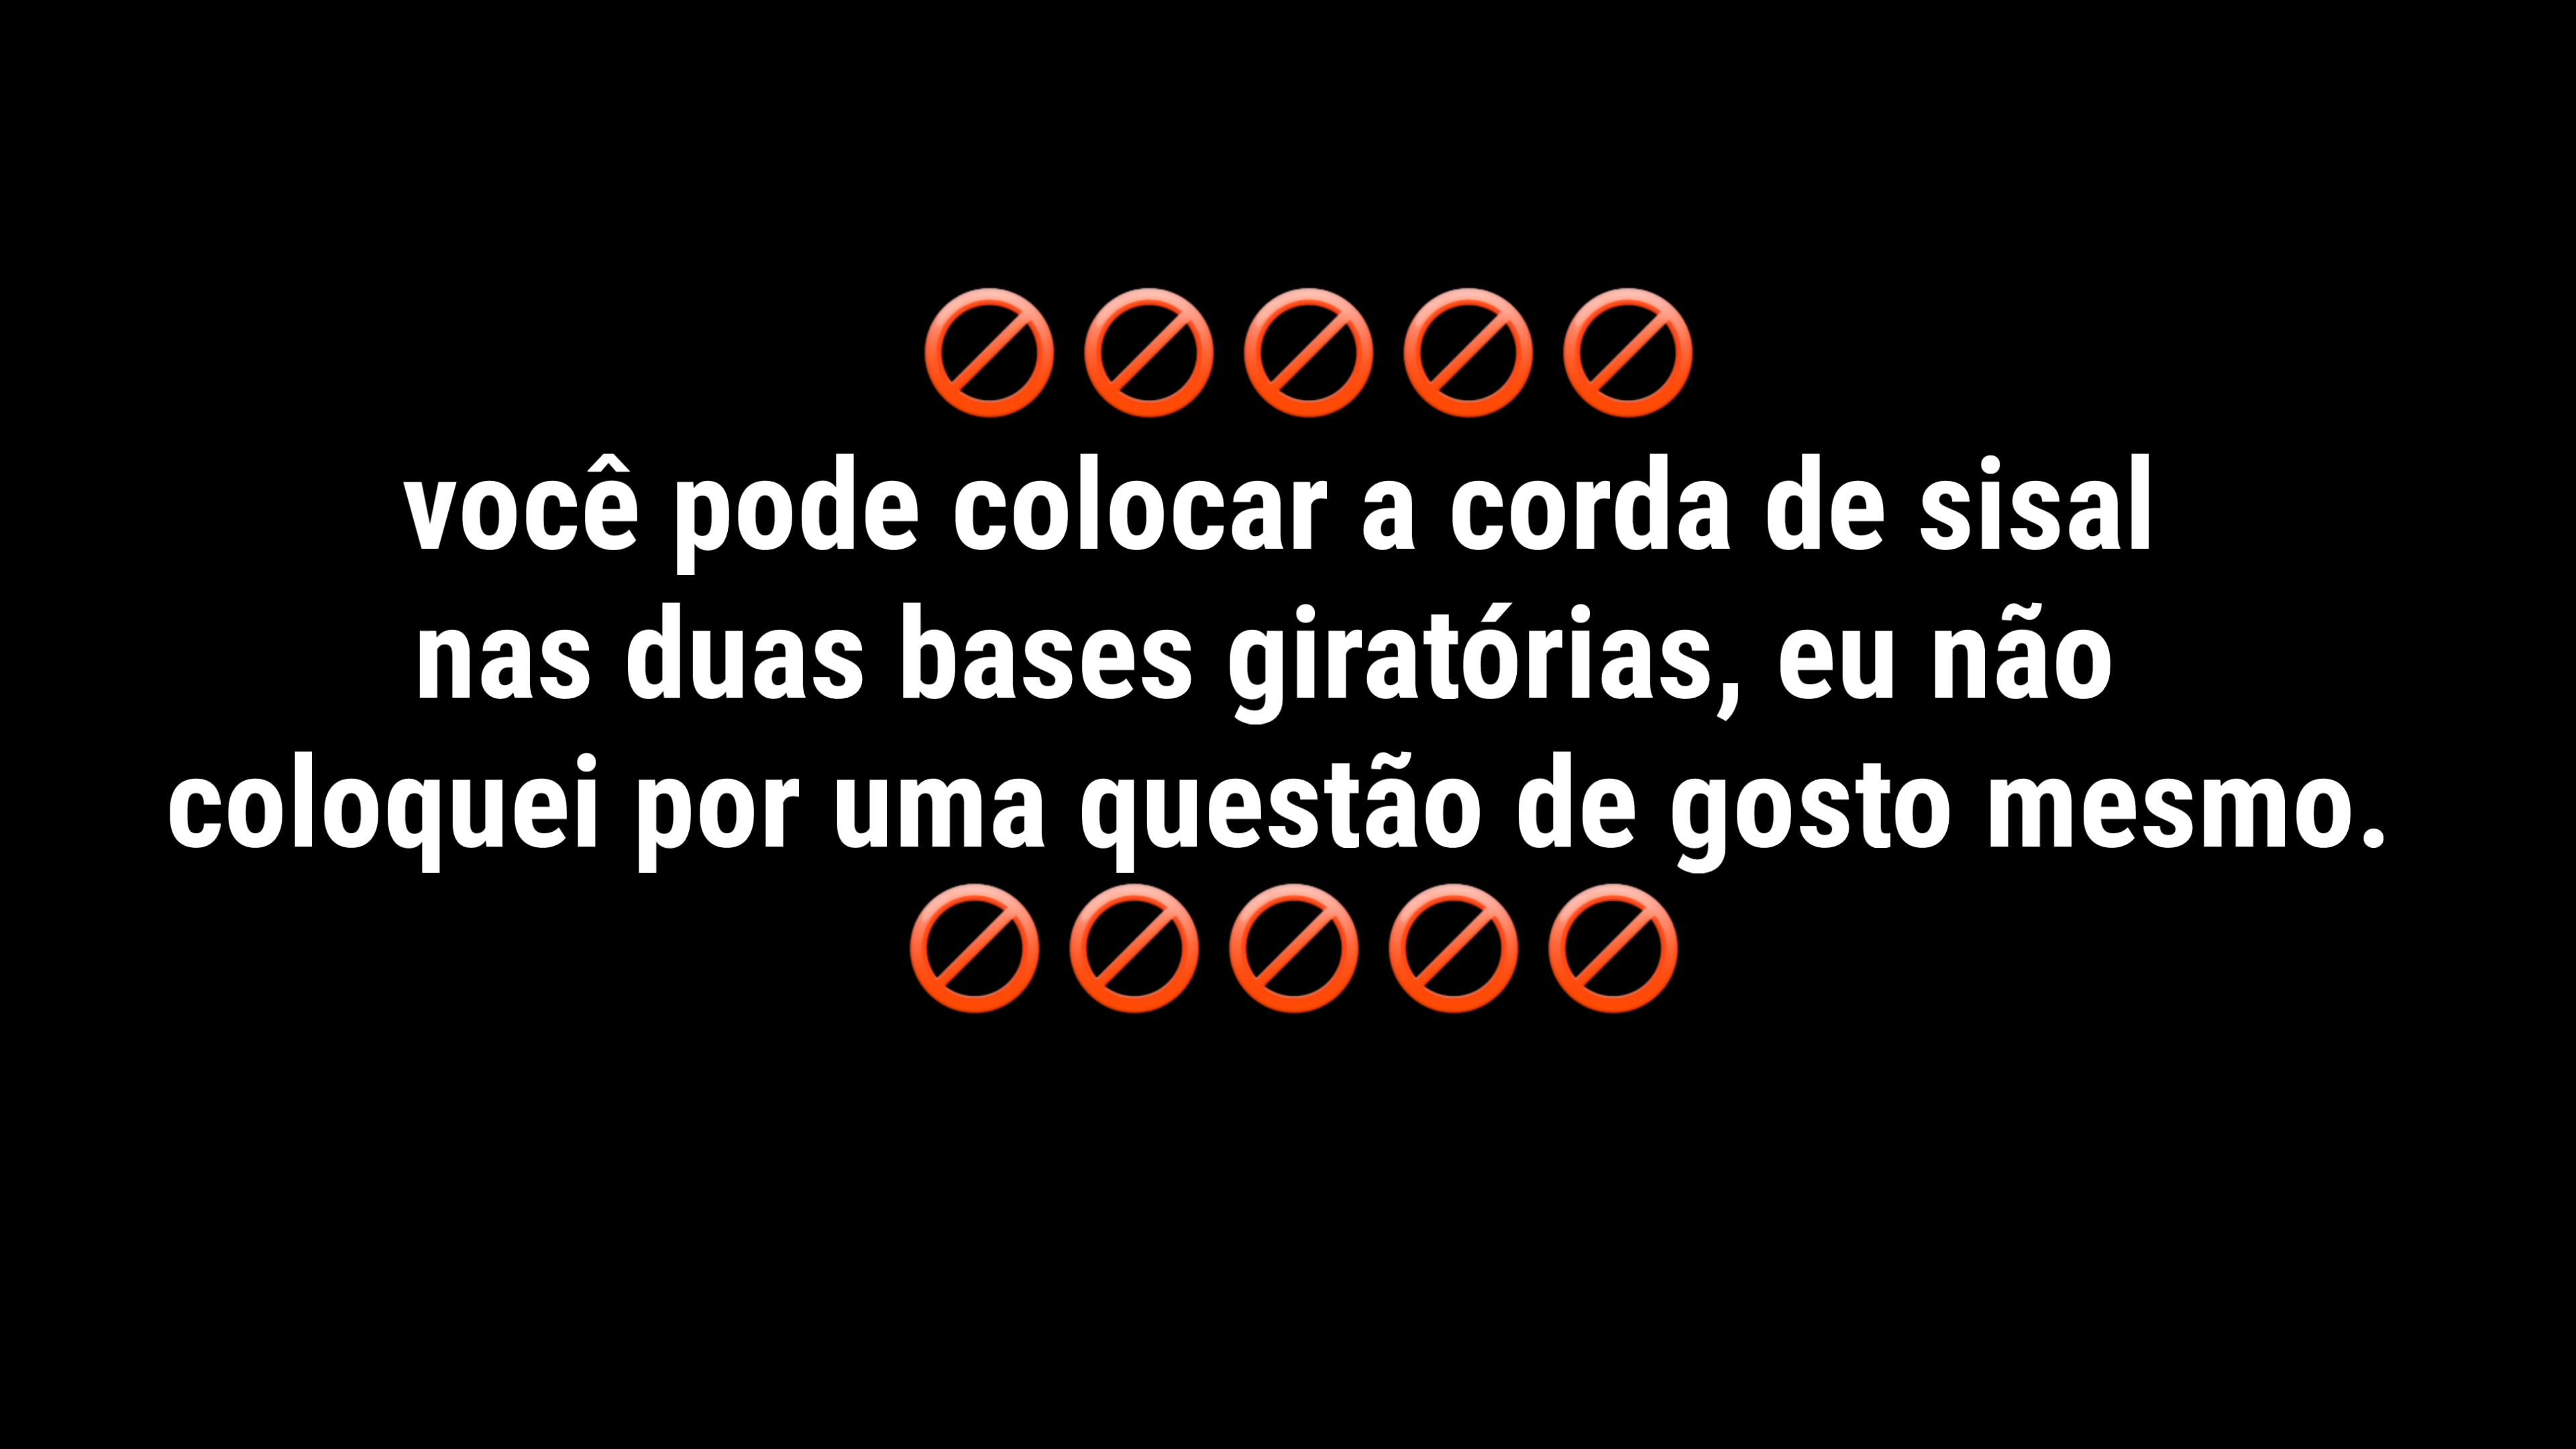 🚫🚫🚫🚫🚫
você pode colocar a corda de sisal
nas duas bases giratórias, eu não
coloquei por uma questão de gosto mesmo.
🚫🚫🚫🚫🚫